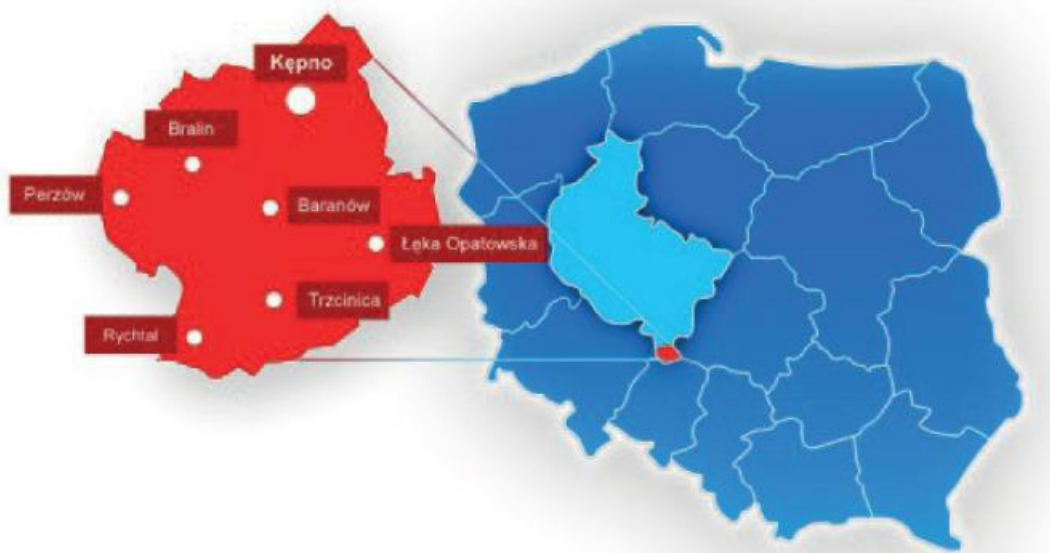 Kępno
Bralin
Perzów
Baranów
Łęka Opatowska
Trzcinica
Rychtal